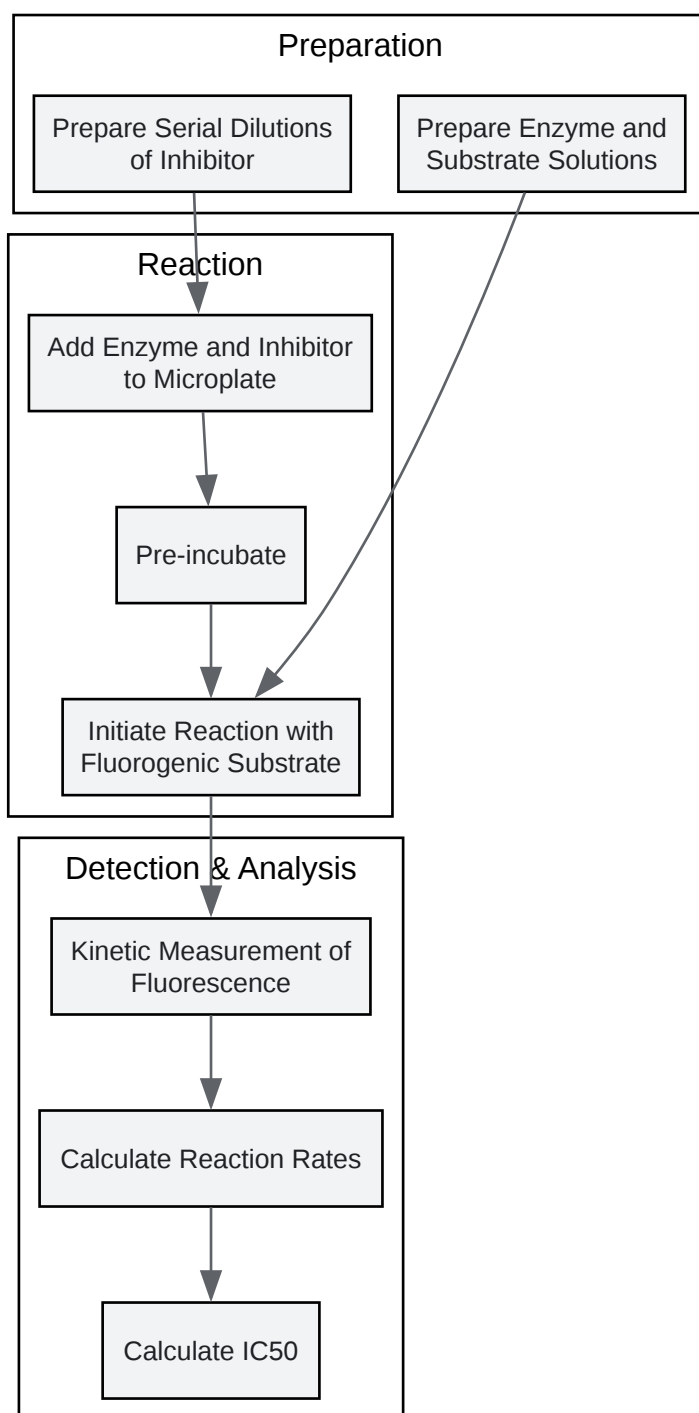 Preparation
Prepare Serial Dilutions
of Inhibitor
Prepare Enzyme and
Substrate Solutions
Reaction
Add Enzyme and Inhibitor
to Microplate
Pre-incubate
Initiate Reaction with
Fluorogenic Substrate
Detection & Analysis
Kinetic Measurement of
Fluorescence
Calculate Reaction Rates
Calculate IC50